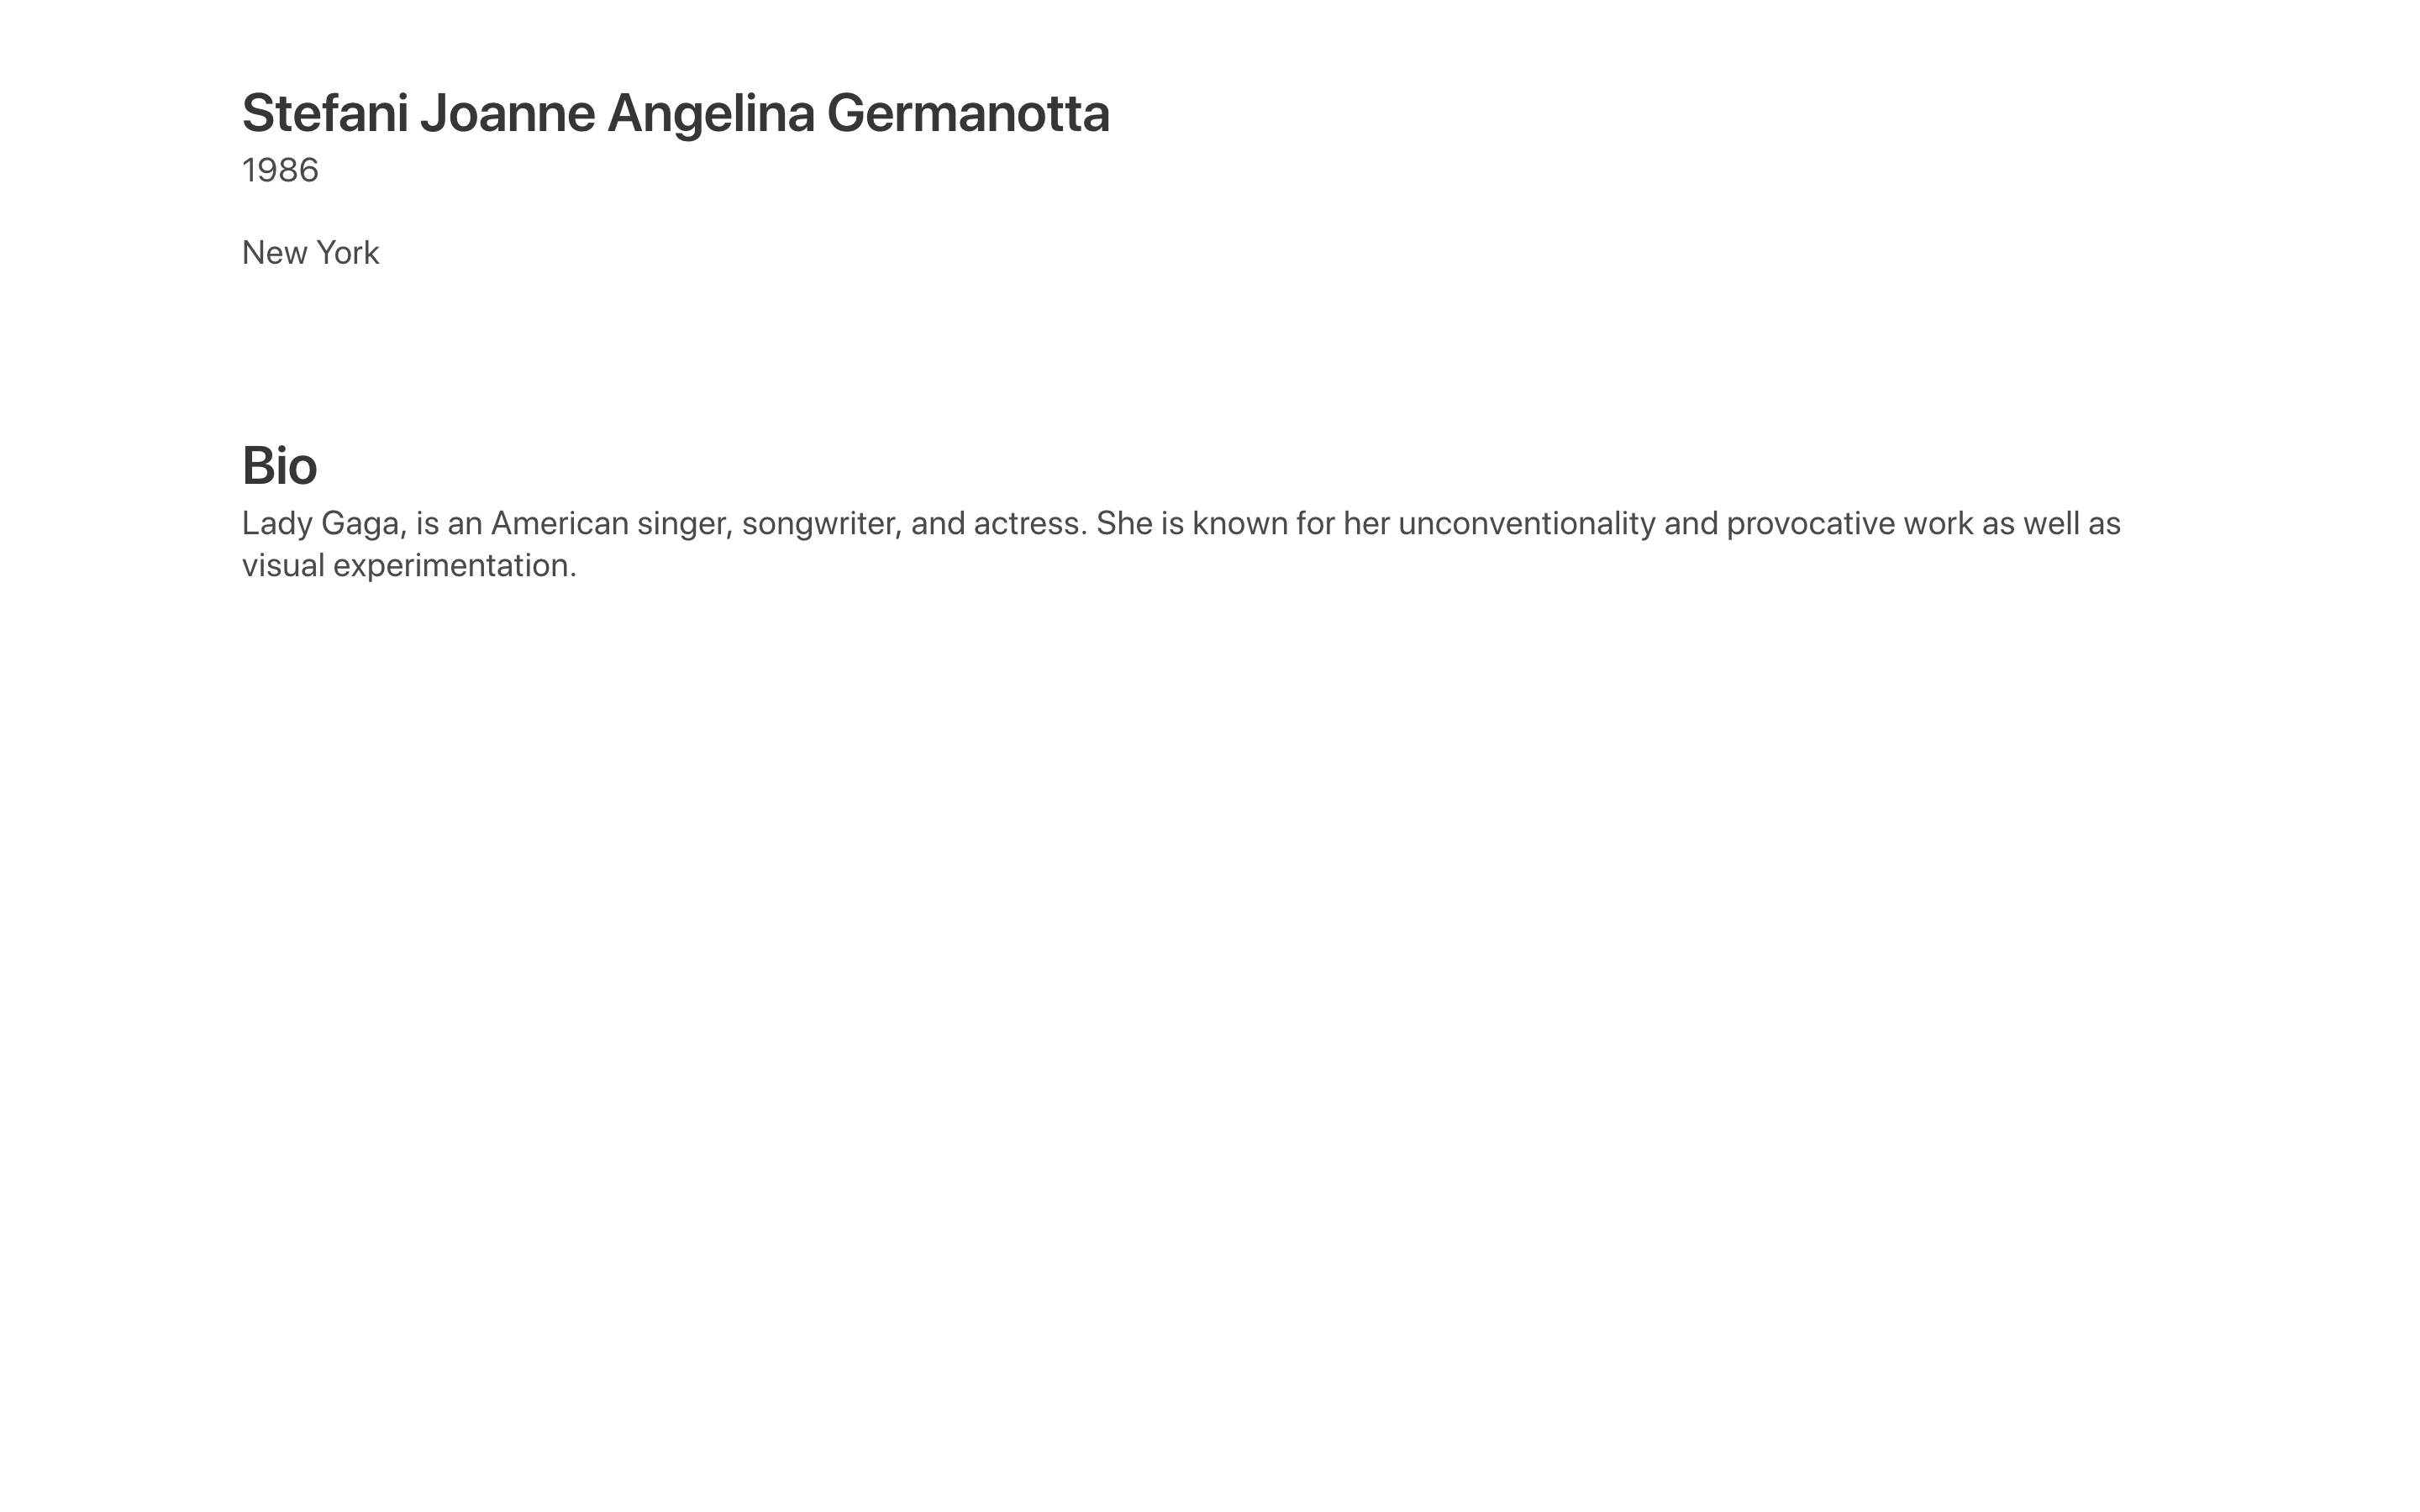 Stefani Joanne Angelina Germanotta
1986
New York
Bio
Lady Gaga, is an American singer, songwriter, and actress. She is known for her unconventionality and provocative work as well as
visual experimentation.